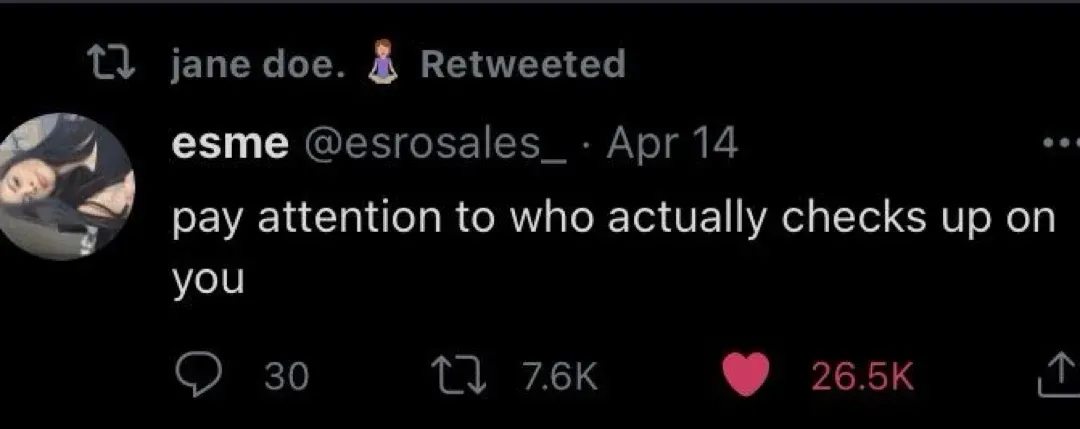 jane doe. 🧘🏽‍♀️ Retweeted
esme @esrosales_ · Apr 14
pay attention to who actually checks up on
you
30 7.6K 26.5K